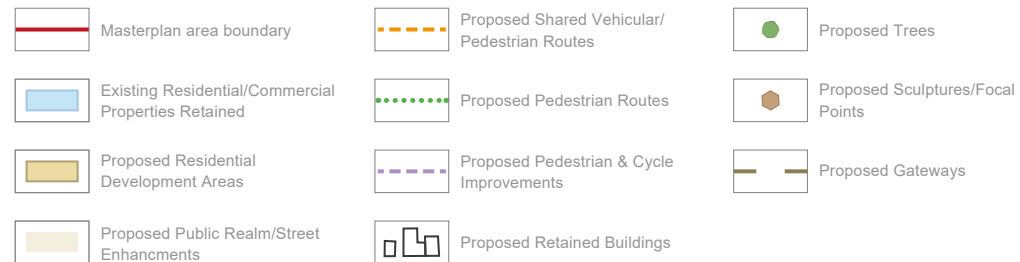 Masterplan area boundary
Existing Residential/Commercial
Properties Retained
Proposed Residential
Development Areas
Proposed Public Realm/Street
Enhancments
Proposed Shared Vehicular/
Pedestrian Routes
Proposed Pedestrian Routes
Proposed Pedestrian & Cycle
Improvements
Proposed Retained Buildings
Proposed Trees
Proposed Sculptures/Focal
Points
Proposed Gateways